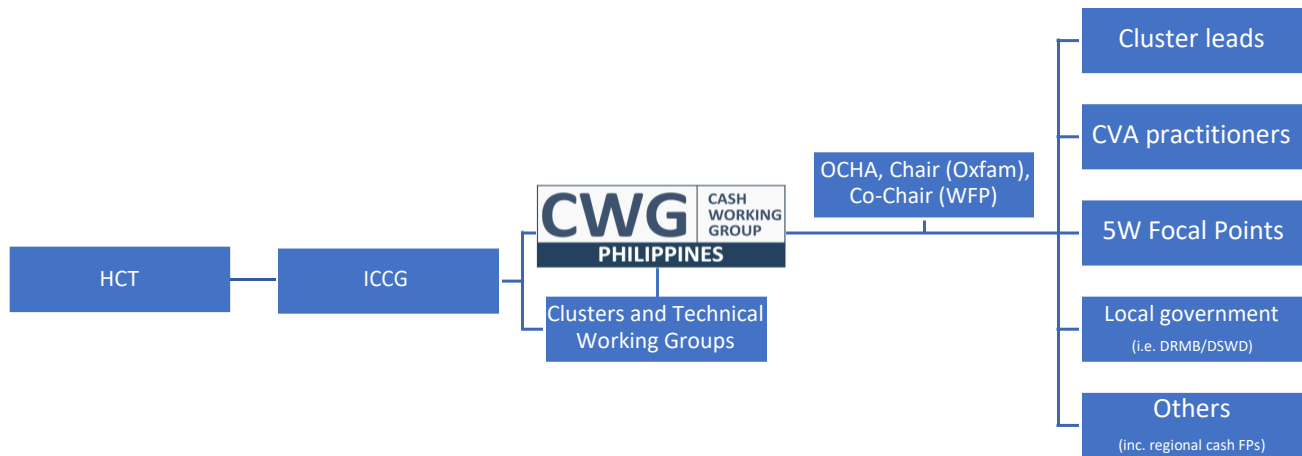 HCT
ICCG
CWG
CASH
WORKING
GROUP
PHILIPPINES
Clusters and Technical
Working Groups
OCHA, Chair (Oxfam),
Co-Chair (WFP)
Cluster leads
CVA practitioners
5W Focal Points
Local government
(i.e. DRMB/DSWD)
Others
(inc. regional cash FPs)